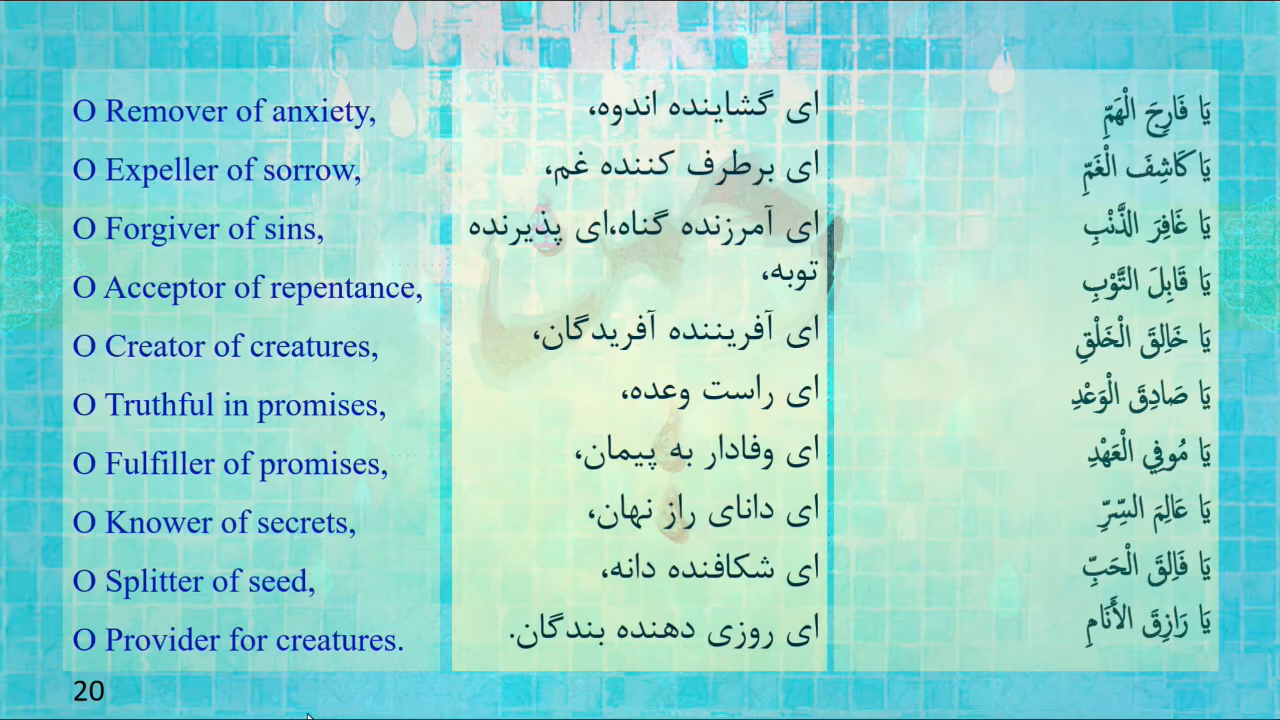 O Remover of anxiety,
O Expeller of sorrow,
O Forgiver of sins,
O Acceptor of repentance,
O Creator of creatures,
O Truthful in promises,
O Fulfiller of promises,
O Knower of secrets,
O Splitter of seed,
O Provider for creatures.
ای گشاینده اندوه،
ای برطرف کننده غم،
ای آمرزنده گناه،ای پذیرنده
توبه،
ای آفریننده آفریدگان،
ای راست وعده،
ای وفادار به پیمان،
ای دانای راز نهان،
ای شکافنده دانه،
ای روزی دهنده بندگان.
يَا فَارِجَ الْهَمِّ
يَا كَاشِفَ الْغَمِّ
يَا غَافِرَ الذَّنْبِ
يَا قَابِلَ التَّوْبِ
يَا خَالِقَ الْخَلْقِ
يَا صَادِقَ الْوَعْدِ
يَا مُوفِي الْعَهْدِ
يَا عَالِمَ السِّرِّ
يَا فَالِقَ الْحَبِّ
يَا رَازِقَ الأَنَامِ
20